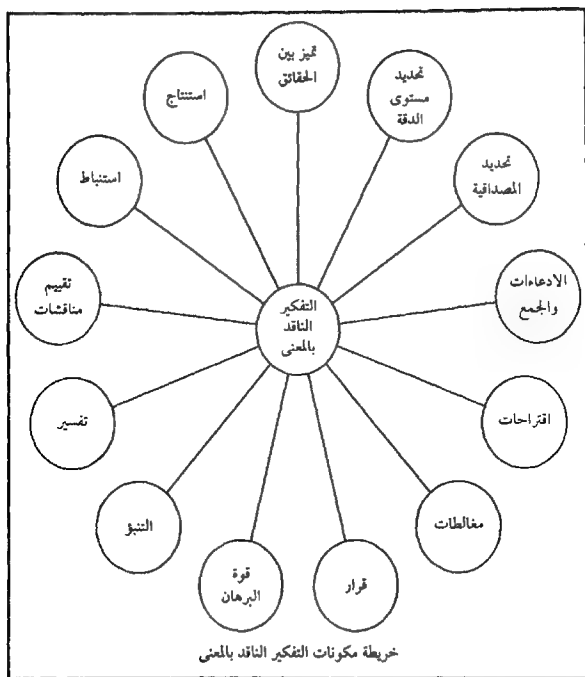 تميز بين
الحقائق
تحديد
مستوى
الدقة
تحديد
المصداقية
الادعاءات
والجمع
اقتراحات
مغالطات
قرار
قوة
البرهان
التنبؤ
تفسير
تقييم
مناقشات
استنباط
استنتاج
التفكير
الناقد
بالمعنى
خريطة مكونات التفكير الناقد بالمعنى